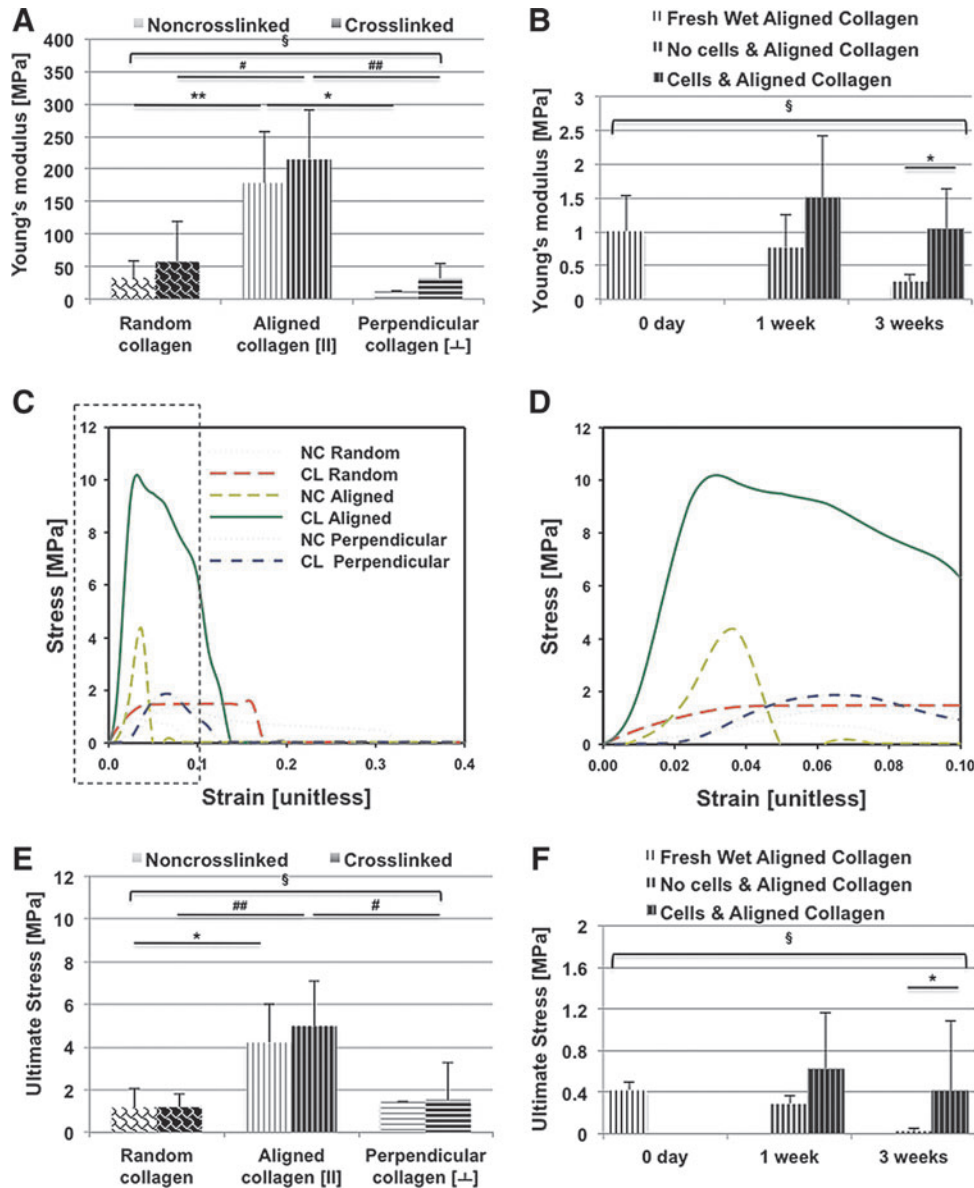 A
Noncrosslinked Crosslinked
Young's modulus [MPa]
400
350
300
250
200
150
100
50
0
§
# ##
** *
Random collagen
Aligned collagen [II]
Perpendicular collagen [⊥]
B
Fresh Wet Aligned Collagen
No cells & Aligned Collagen
Cells & Aligned Collagen
Young's modulus [MPa]
3
2.5
2
1.5
1
0.5
0
§
*
0 day 1 week 3 weeks
C
Stress [MPa]
12
10
8
6
4
2
0
NC Random
CL Random
NC Aligned
CL Aligned
NC Perpendicular
CL Perpendicular
0.0 0.1 0.2 0.3 0.4
Strain [unitless]
D
Stress [MPa]
12
10
8
6
4
2
0
0.00 0.02 0.04 0.06 0.08 0.10
Strain [unitless]
E
Noncrosslinked Crosslinked
Ultimate Stress [MPa]
12
10
8
6
4
2
0
§
## #
*
Random collagen
Aligned collagen [II]
Perpendicular collagen [⊥]
F
Fresh Wet Aligned Collagen
No cells & Aligned Collagen
Cells & Aligned Collagen
Ultimate Stress [MPa]
2
1.6
1.2
0.8
0.4
0
§
*
0 day 1 week 3 weeks